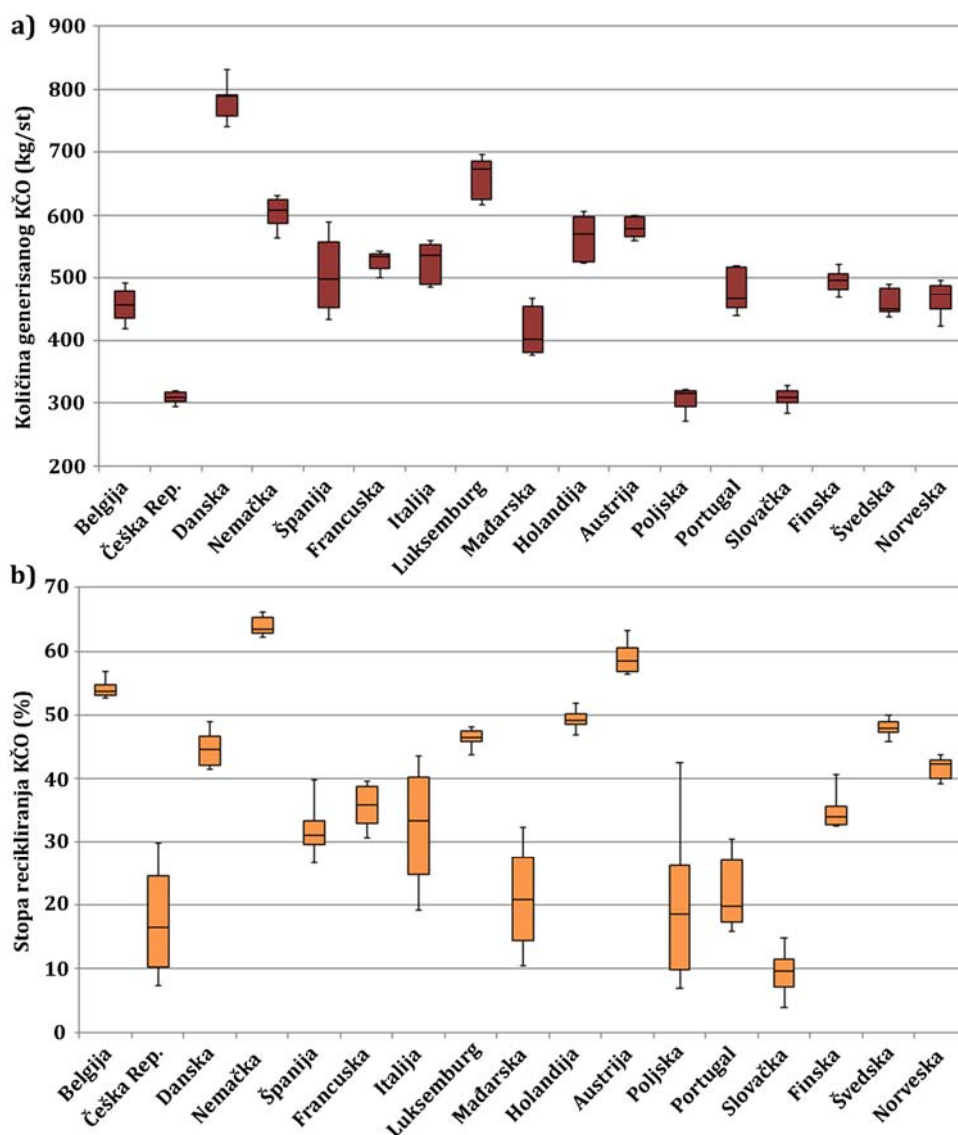 a)
Količina generisanog KČO (kg/st)
900
800
700
600
500
400
300
200
Belgija
Češka Rep.
Danska
Nemačka
Španija
Francuska
Italija
Luksemburg
Mađarska
Holandija
Austrija
Poljska
Portugal
Slovačka
Finska
Švedska
Norveska
b)
Stopa recikliranja KČO (%)
70
60
50
40
30
20
10
0
Belgija
Češka Rep.
Danska
Nemačka
Španija
Francuska
Italija
Luksemburg
Mađarska
Holandija
Austrija
Poljska
Portugal
Slovačka
Finska
Švedska
Norveska